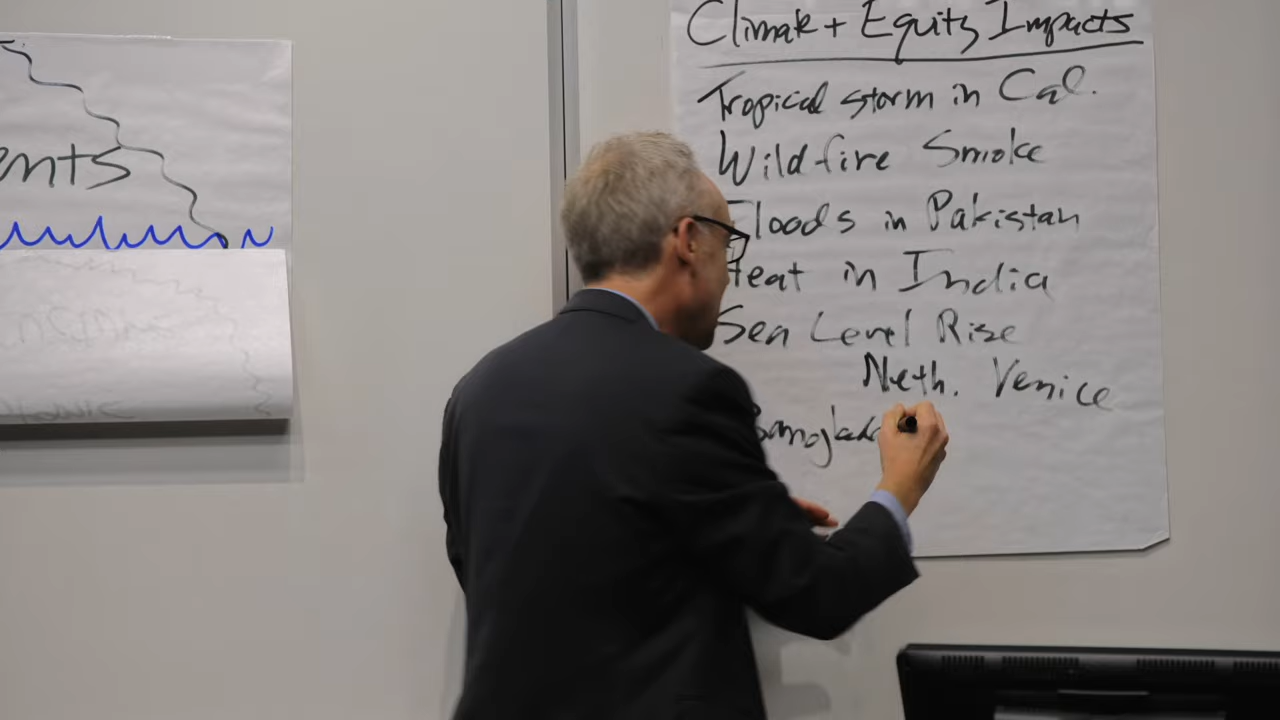 Climate + Equity Impacts
Tropical storm in Cal.
Wildfire Smoke
Floods in Pakistan
Heat in India
Sea Level Rise
Neth. Venice
Banglad
ents